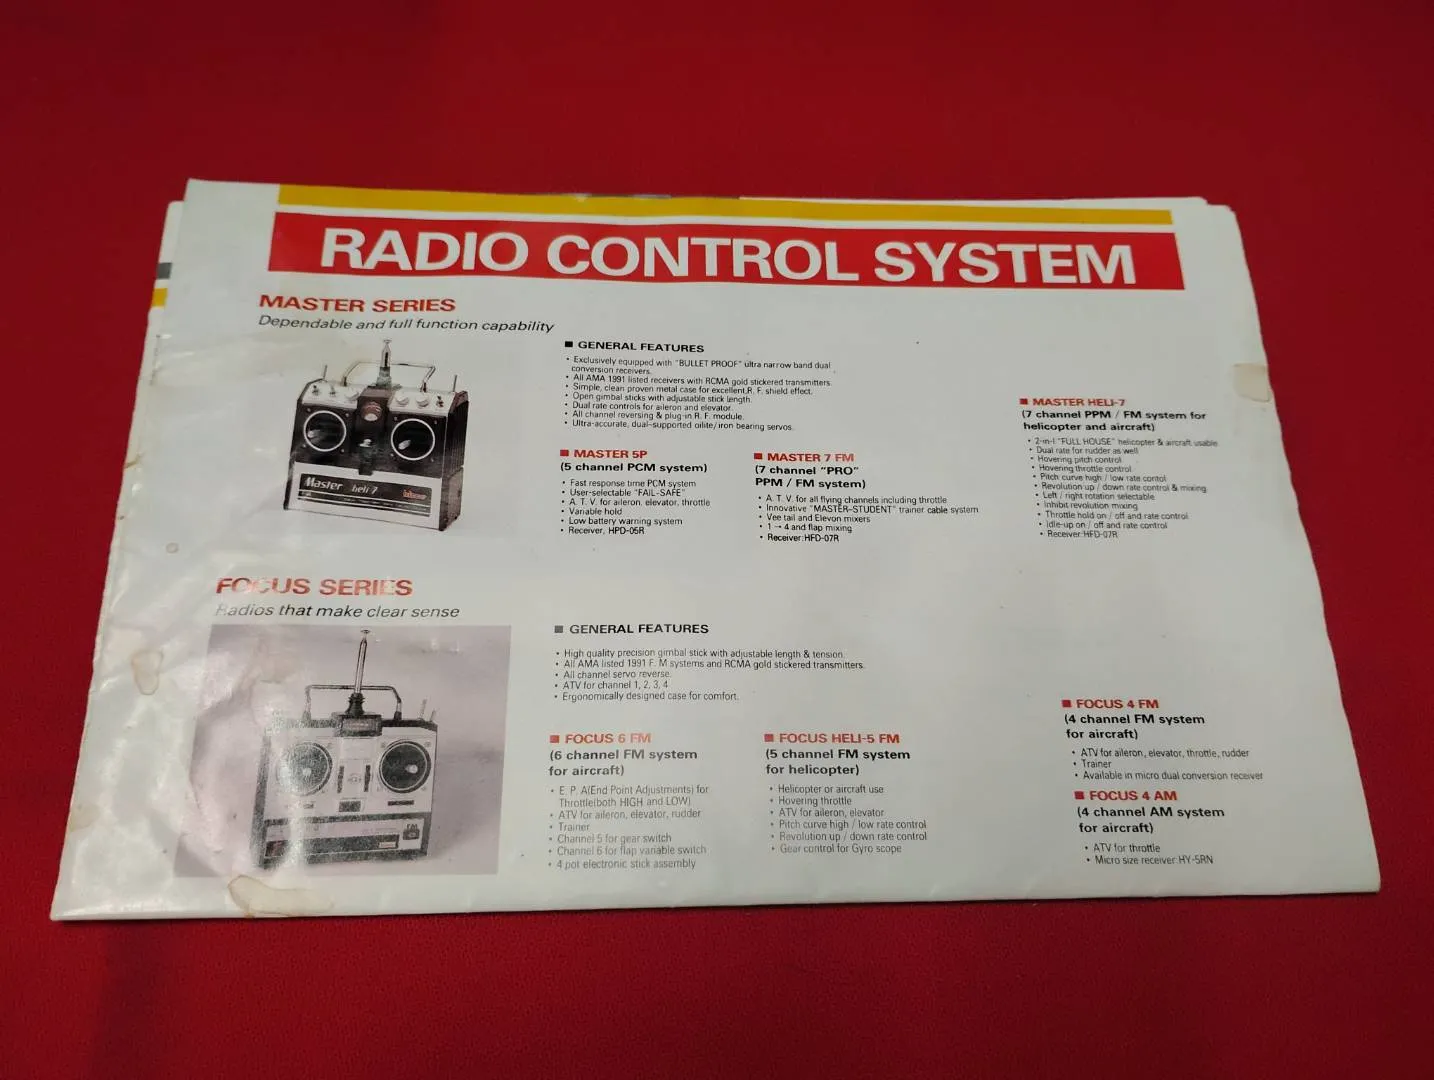 RADIO CONTROL SYSTEM
MASTER SERIES
Dependable and full function capability
■ GENERAL FEATURES
• Exclusively equipped with "BULLET PROOF" ultra narrow band dual
conversion receivers.
• All AMA 1991 listed receivers with RCMA gold stickered transmitters.
• Simple, clean proven metal case for excellent.R. F. shield effect.
• Open gimbal sticks with adjustable stick length.
• Dual rate controls for aileron and elevator.
• All channel reversing & plug-in R. F. module.
• Ultra-accurate, dual-supported oilite/iron bearing servos.
Master heli 7
■ MASTER 5P
(5 channel PCM system)
• Fast response time PCM system
• User-selectable "FAIL-SAFE"
• A. T. V. for aileron, elevator, throttle
• Variable hold
• Low battery warning system
• Receiver, HPD-05R
■ MASTER 7 FM
(7 channel "PRO"
PPM / FM system)
• A. T. V. for all flying channels including throttle
• Innovative "MASTER-STUDENT" trainer cable system
• Vee tail and Elevon mixers
• 1 → 4 and flap mixing
• Receiver:HFD-07R
■ MASTER HELI-7
(7 channel PPM / FM system for
helicopter and aircraft)
• 2-in-I "FULL HOUSE" helicopter & aircraft usable
• Dual rate for rudder as well
• Hovering pitch control
• Hovering throttle control
• Pitch curve high / low rate contol
• Revolution up / down rate control & mixing
• Left / right rotation selectable
• Inhibit revolution mixing
• Throttle hold on / off and rate control
• Idle-up on / off and rate control
• Receiver:HFD-07R
FOCUS SERIES
Radios that make clear sense
■ GENERAL FEATURES
• High quality precision gimbal stick with adjustable length & tension.
• All AMA listed 1991 F. M systems and RCMA gold stickered transmitters.
• All channel servo reverse.
• ATV for channel 1, 2, 3, 4
• Ergonomically designed case for comfort.
■ FOCUS 6 FM
(6 channel FM system
for aircraft)
• E. P. A(End Point Adjustments) for
Throttle(both HIGH and LOW)
• ATV for aileron, elevator, rudder
• Trainer
• Channel 5 for gear switch
• Channel 6 for flap variable switch
• 4 pot electronic stick assembly
■ FOCUS HELI-5 FM
(5 channel FM system
for helicopter)
• Helicopter or aircraft use
• Hovering throttle
• ATV for aileron, elevator
• Pitch curve high / low rate control
• Revolution up / down rate control
• Gear control for Gyro scope
■ FOCUS 4 FM
(4 channel FM system
for aircraft)
• ATV for aileron, elevator, throttle, rudder
• Trainer
• Available in micro dual conversion receiver
■ FOCUS 4 AM
(4 channel AM system
for aircraft)
• ATV for throttle
• Micro size receiver:HY-5RN